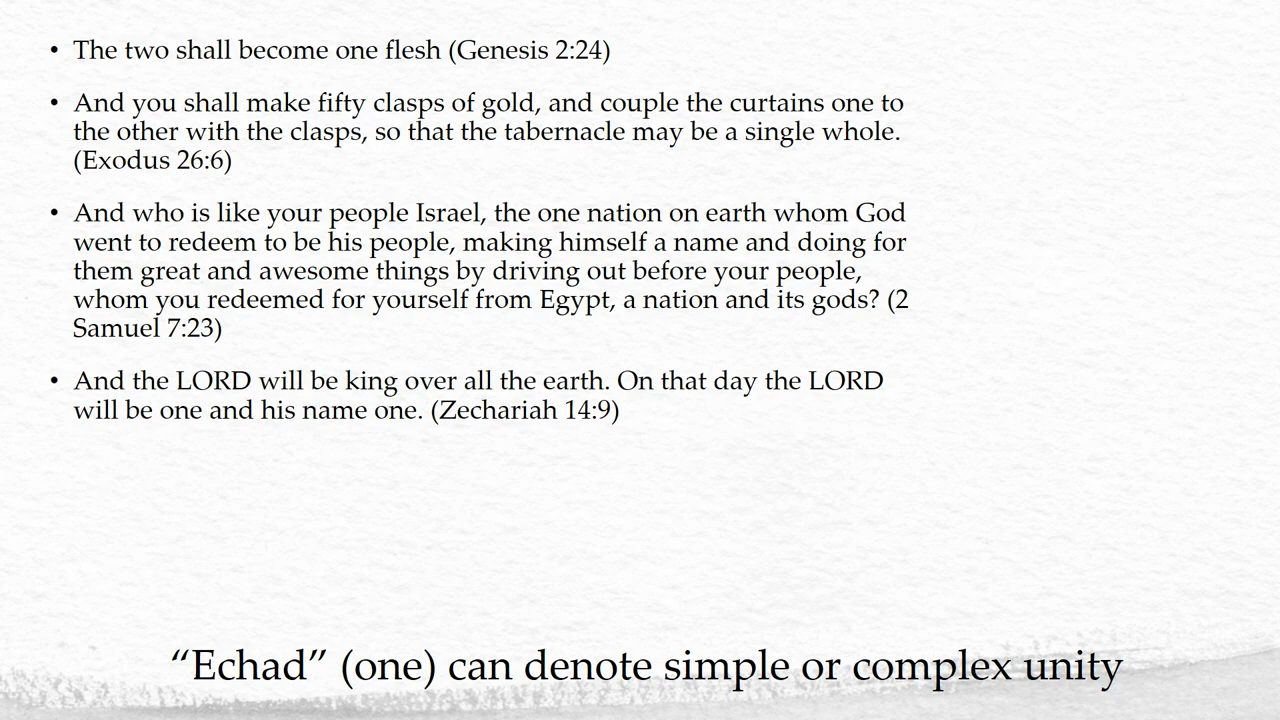 • The two shall become one flesh (Genesis 2:24)
• And you shall make fifty clasps of gold, and couple the curtains one to
the other with the clasps, so that the tabernacle may be a single whole.
(Exodus 26:6)
• And who is like your people Israel, the one nation on earth whom God
went to redeem to be his people, making himself a name and doing for
them great and awesome things by driving out before your people,
whom you redeemed for yourself from Egypt, a nation and its gods? (2
Samuel 7:23)
• And the LORD will be king over all the earth. On that day the LORD
will be one and his name one. (Zechariah 14:9)
“Echad” (one) can denote simple or complex unity